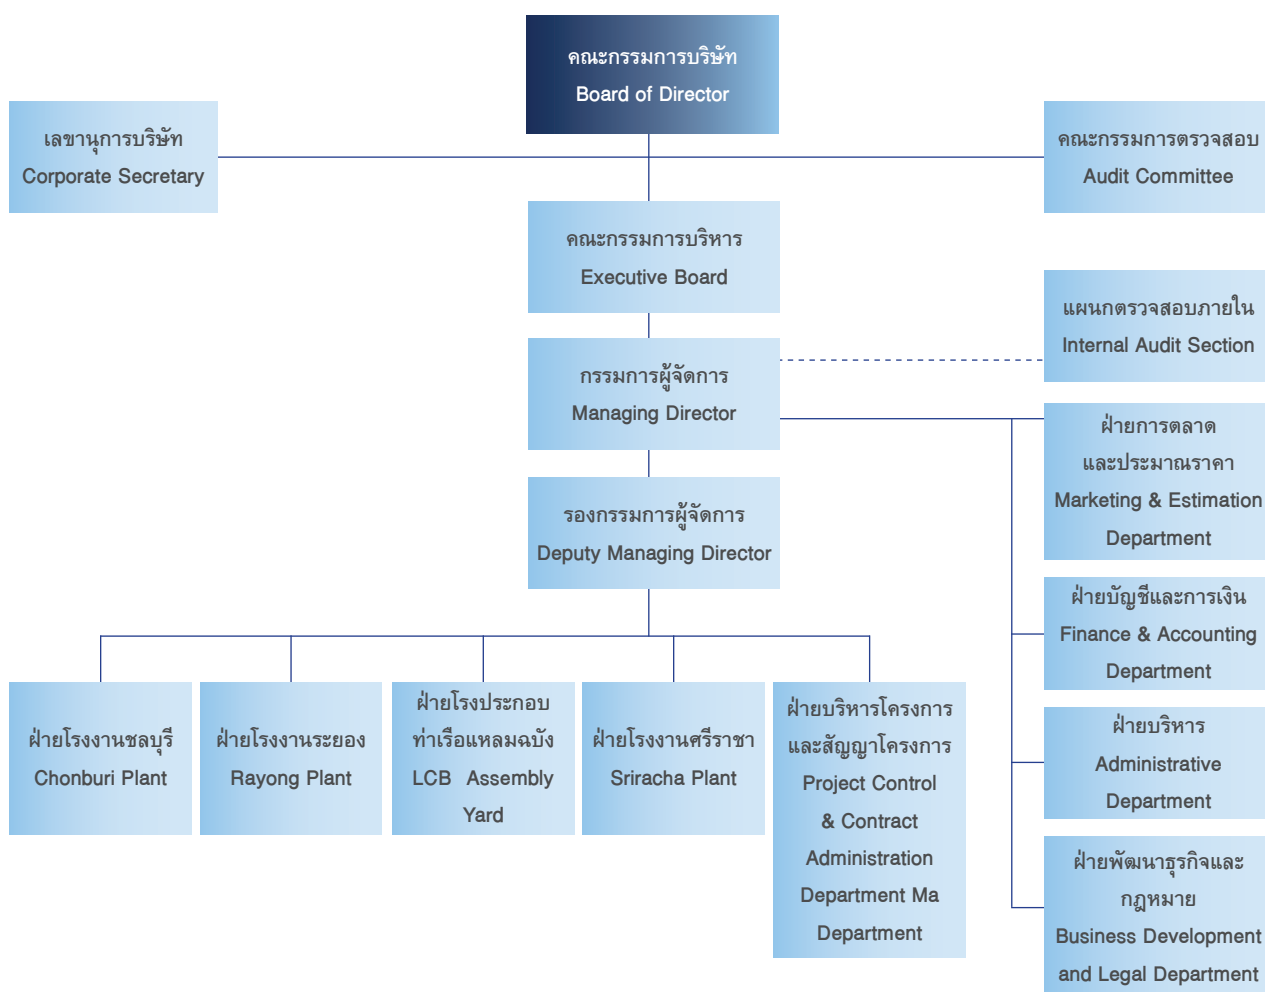 คณะกรรมการบริษัท
Board of Director
เลขานุการบริษัท
Corporate Secretary
คณะกรรมการตรวจสอบ
Audit Committee
คณะกรรมการบริหาร
Executive Board
แผนกตรวจสอบภายใน
Internal Audit Section
กรรมการผู้จัดการ
Managing Director
ฝ่ายการตลาด
และประมาณราคา
Marketing & Estimation
Department
รองกรรมการผู้จัดการ
Deputy Managing Director
ฝ่ายบัญชีและการเงิน
Finance & Accounting
Department
ฝ่ายบริหาร
Administrative
Department
ฝ่ายพัฒนาธุรกิจและ
กฎหมาย
Business Development
and Legal Department
ฝ่ายโรงงานชลบุรี
Chonburi Plant
ฝ่ายโรงงานระยอง
Rayong Plant
ฝ่ายโรงประกอบ
ท่าเรือแหลมฉบัง
LCB Assembly
Yard
ฝ่ายโรงงานศรีราชา
Sriracha Plant
ฝ่ายบริหารโครงการ
และสัญญาโครงการ
Project Control
& Contract
Administration
Department Ma
Department